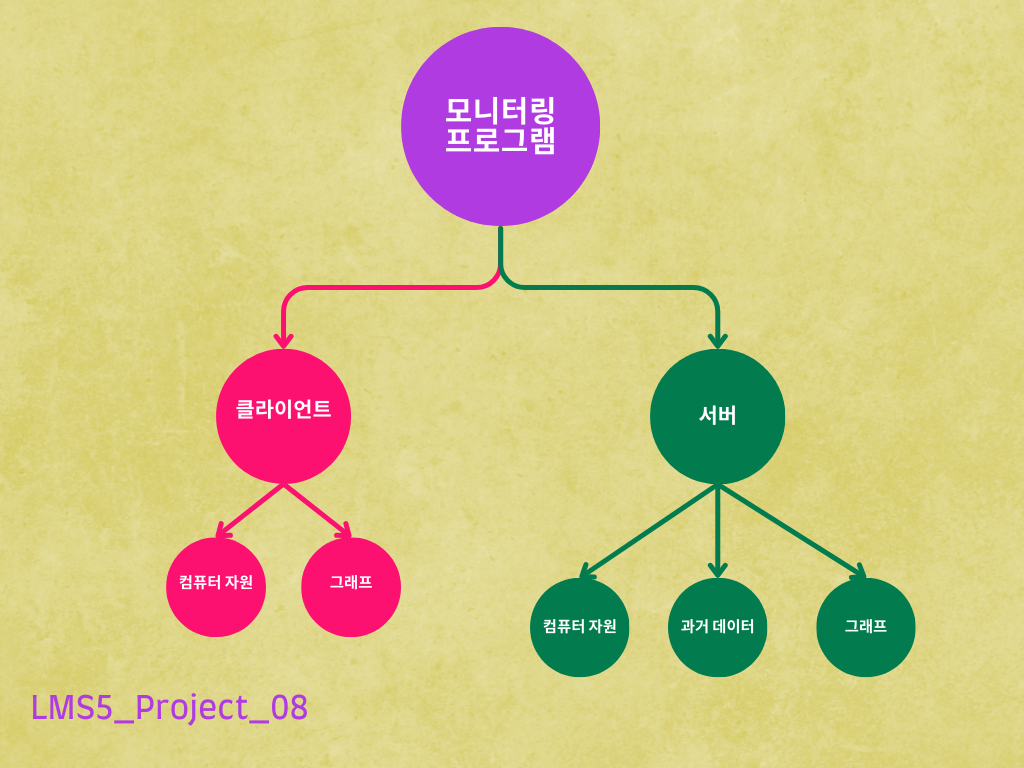 모니터링
프로그램
클라이언트
서버
컴퓨터 자원
그래프
컴퓨터 자원
과거 데이터
그래프
LMS5_Project_08